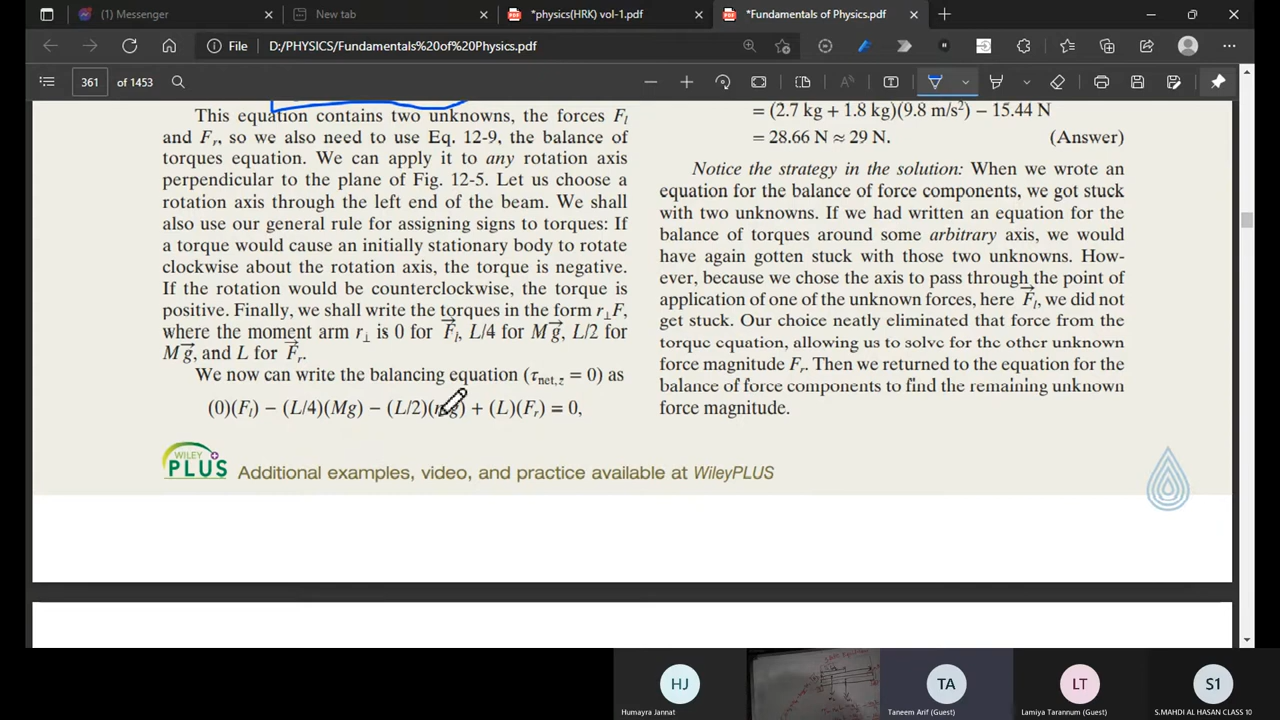 (1) Messenger
New tab
*physics(HRK) vol-1.pdf
*Fundamentals of Physics.pdf
File
D:/PHYSICS/Fundamentals%20of%20Physics.pdf
361 of 1453
This equation contains two unknowns, the forces F_l
and F_r, so we also need to use Eq. 12-9, the balance of
torques equation. We can apply it to any rotation axis
perpendicular to the plane of Fig. 12-5. Let us choose a
rotation axis through the left end of the beam. We shall
also use our general rule for assigning signs to torques: If
a torque would cause an initially stationary body to rotate
clockwise about the rotation axis, the torque is negative.
If the rotation would be counterclockwise, the torque is
positive. Finally, we shall write the torques in the form r⊥F,
where the moment arm r⊥ is 0 for F⃗_l, L/4 for Mg⃗, L/2 for
Mg⃗, and L for F⃗_r.
We now can write the balancing equation (τ_net,z = 0) as
(0)(F_l) − (L/4)(Mg) − (L/2)(mg) + (L)(F_r) = 0,
= (2.7 kg + 1.8 kg)(9.8 m/s²) − 15.44 N
= 28.66 N ≈ 29 N. (Answer)
Notice the strategy in the solution: When we wrote an
equation for the balance of force components, we got stuck
with two unknowns. If we had written an equation for the
balance of torques around some arbitrary axis, we would
have again gotten stuck with those two unknowns. How-
ever, because we chose the axis to pass through the point of
application of one of the unknown forces, here F⃗_l, we did not
get stuck. Our choice neatly eliminated that force from the
torque equation, allowing us to solve for the other unknown
force magnitude F_r. Then we returned to the equation for the
balance of force components to find the remaining unknown
force magnitude.
WILEY
PLUS
Additional examples, video, and practice available at WileyPLUS
HJ
Humayra Jannat
TA
Taneem Arif (Guest)
LT
Lamiya Tarannum (Guest)
S1
S.MAHDI AL HASAN CLASS 10